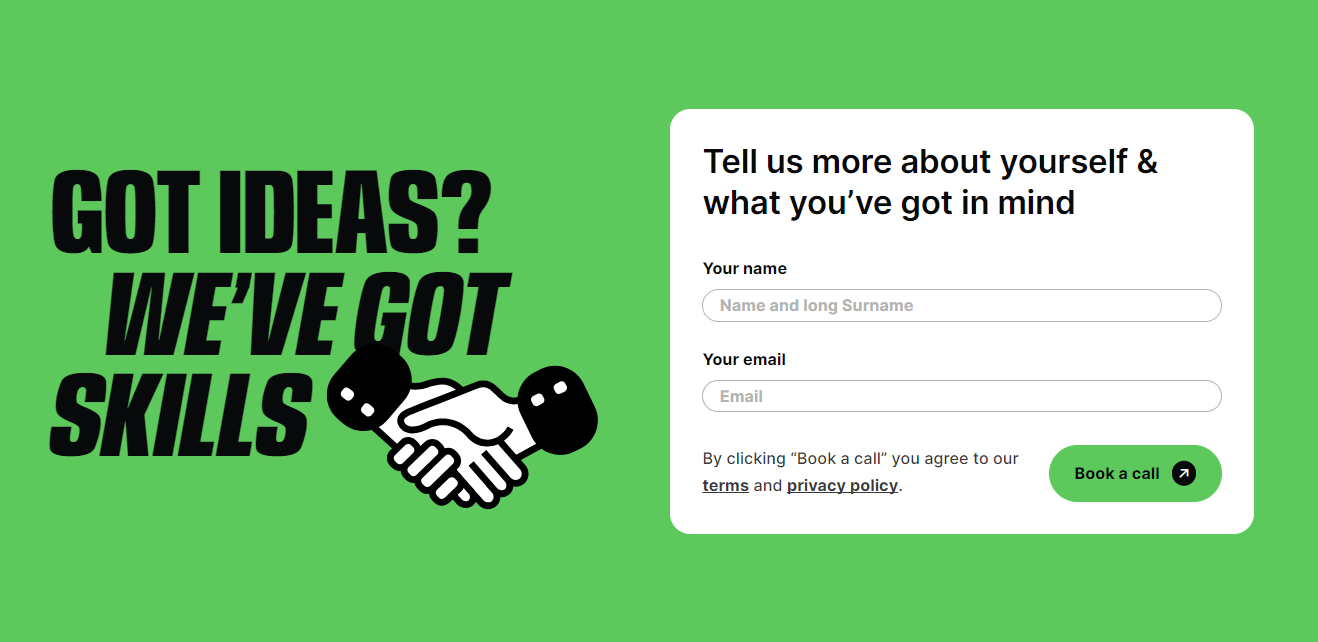 GOT IDEAS?
WE’VE GOT
SKILLS
Tell us more about yourself &
what you’ve got in mind
Your name
Name and long Surname
Your email
Email
By clicking “Book a call” you agree to our
terms and privacy policy.
Book a call